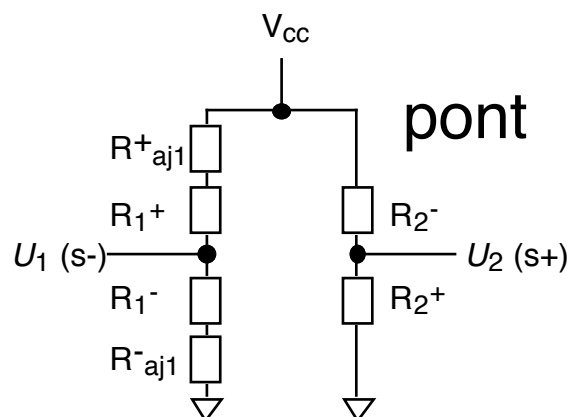 Vcc
pont
R+aj1
R1+
R2-
U1 (s-)
U2 (s+)
R1-
R2+
R-aj1